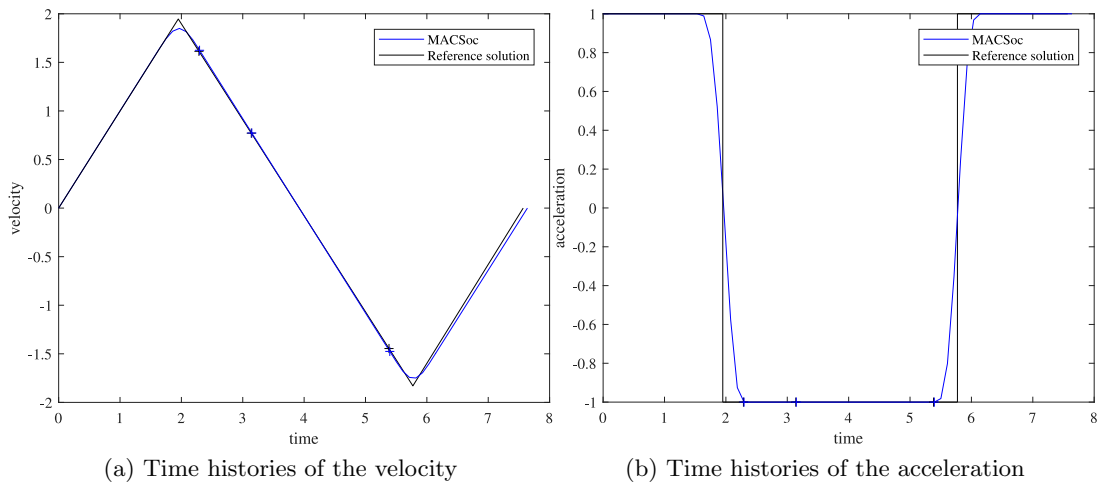 2
1.5
1
0.5
0
-0.5
-1
-1.5
-2
velocity
0 1 2 3 4 5 6 7 8
time
MACSoc
Reference solution
(a) Time histories of the velocity
1
0.8
0.6
0.4
0.2
0
-0.2
-0.4
-0.6
-0.8
-1
acceleration
0 1 2 3 4 5 6 7 8
time
MACSoc
Reference solution
(b) Time histories of the acceleration